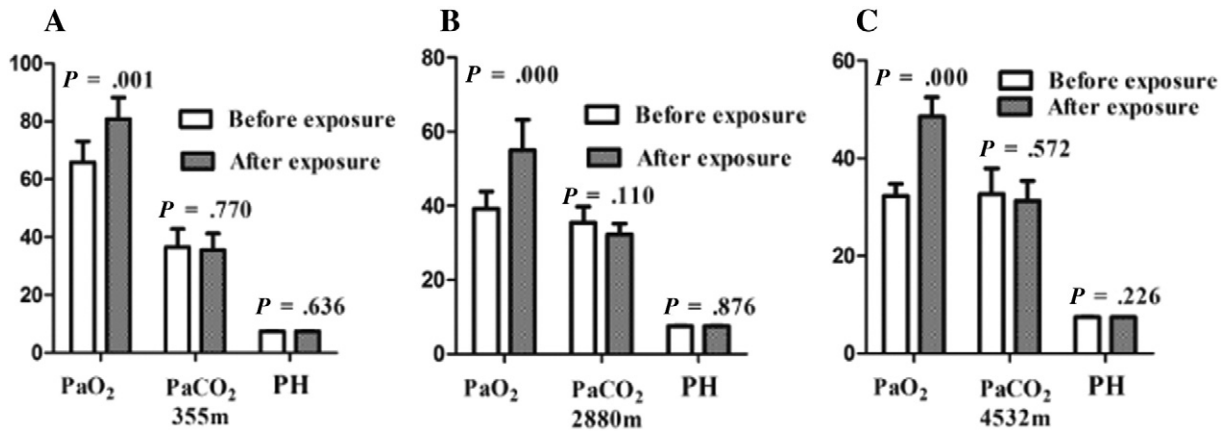 A
100
80
60
40
20
0
P = .001
Before exposure
After exposure
P = .770
P = .636
PaO2
PaCO2
PH
355m
B
80
60
40
20
0
P = .000
Before exposure
After exposure
P = .110
P = .876
PaO2
PaCO2
PH
2880m
C
60
40
20
0
P = .000
Before exposure
After exposure
P = .572
P = .226
PaO2
PaCO2
PH
4532m